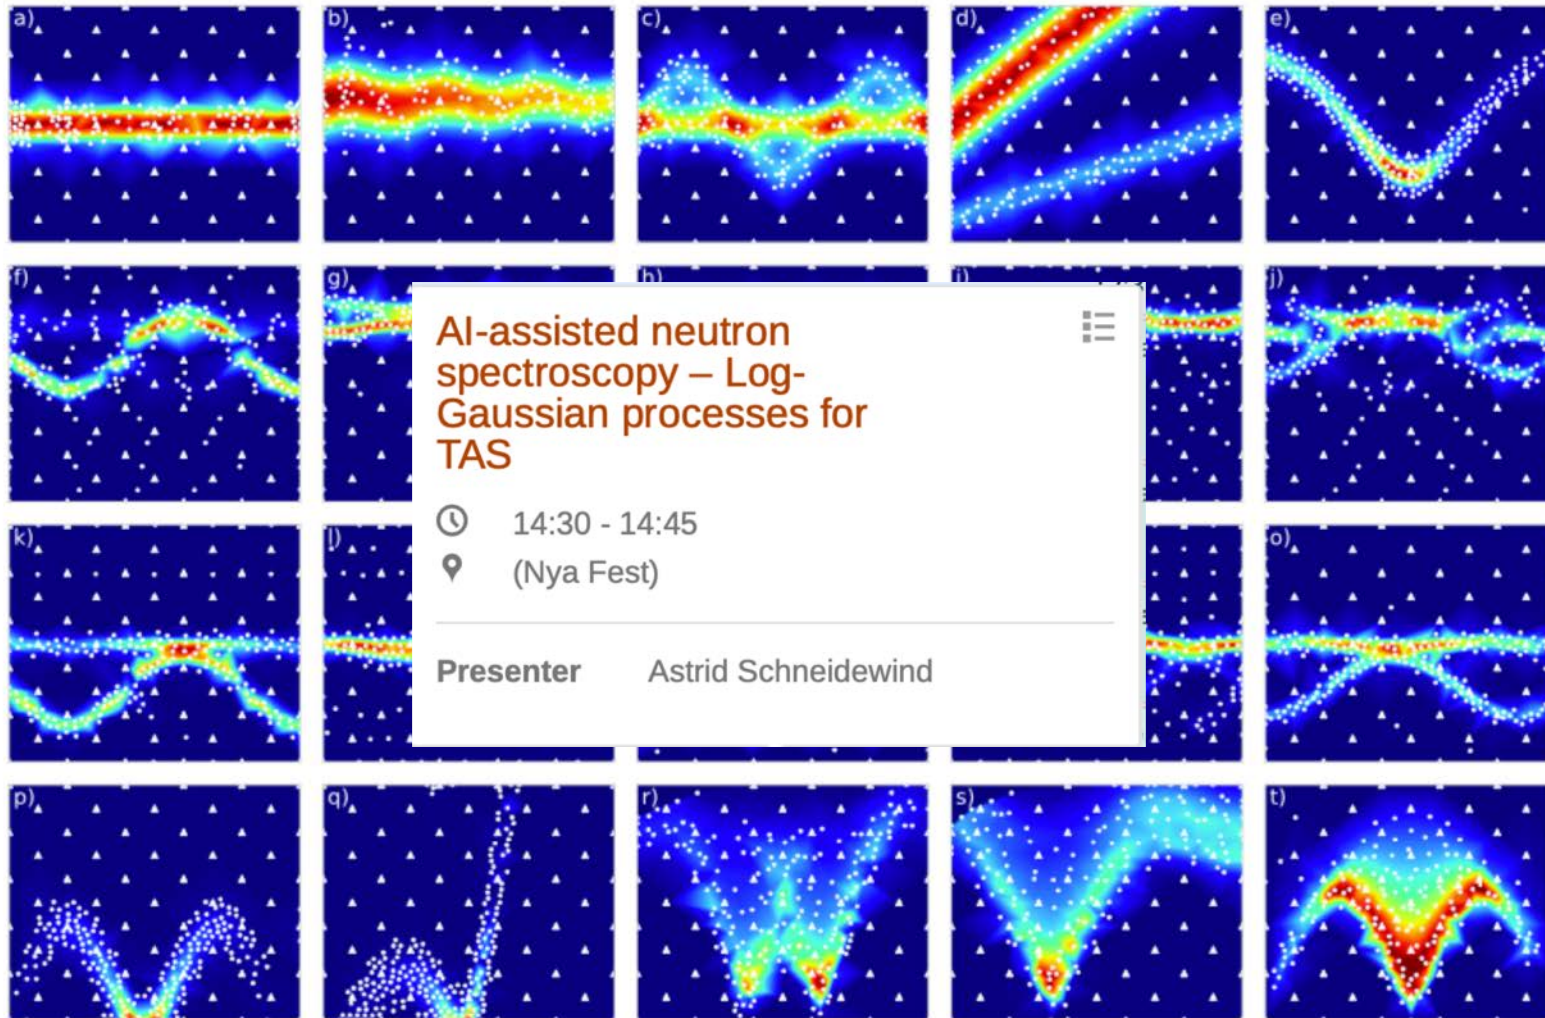 a)
b)
c)
d)
e)
f)
g)
h)
i)
j)
AI-assisted neutron
spectroscopy – Log-
Gaussian processes for
TAS
14:30 - 14:45
(Nya Fest)
Presenter Astrid Schneidewind
k)
l)
o)
p)
q)
r)
s)
t)